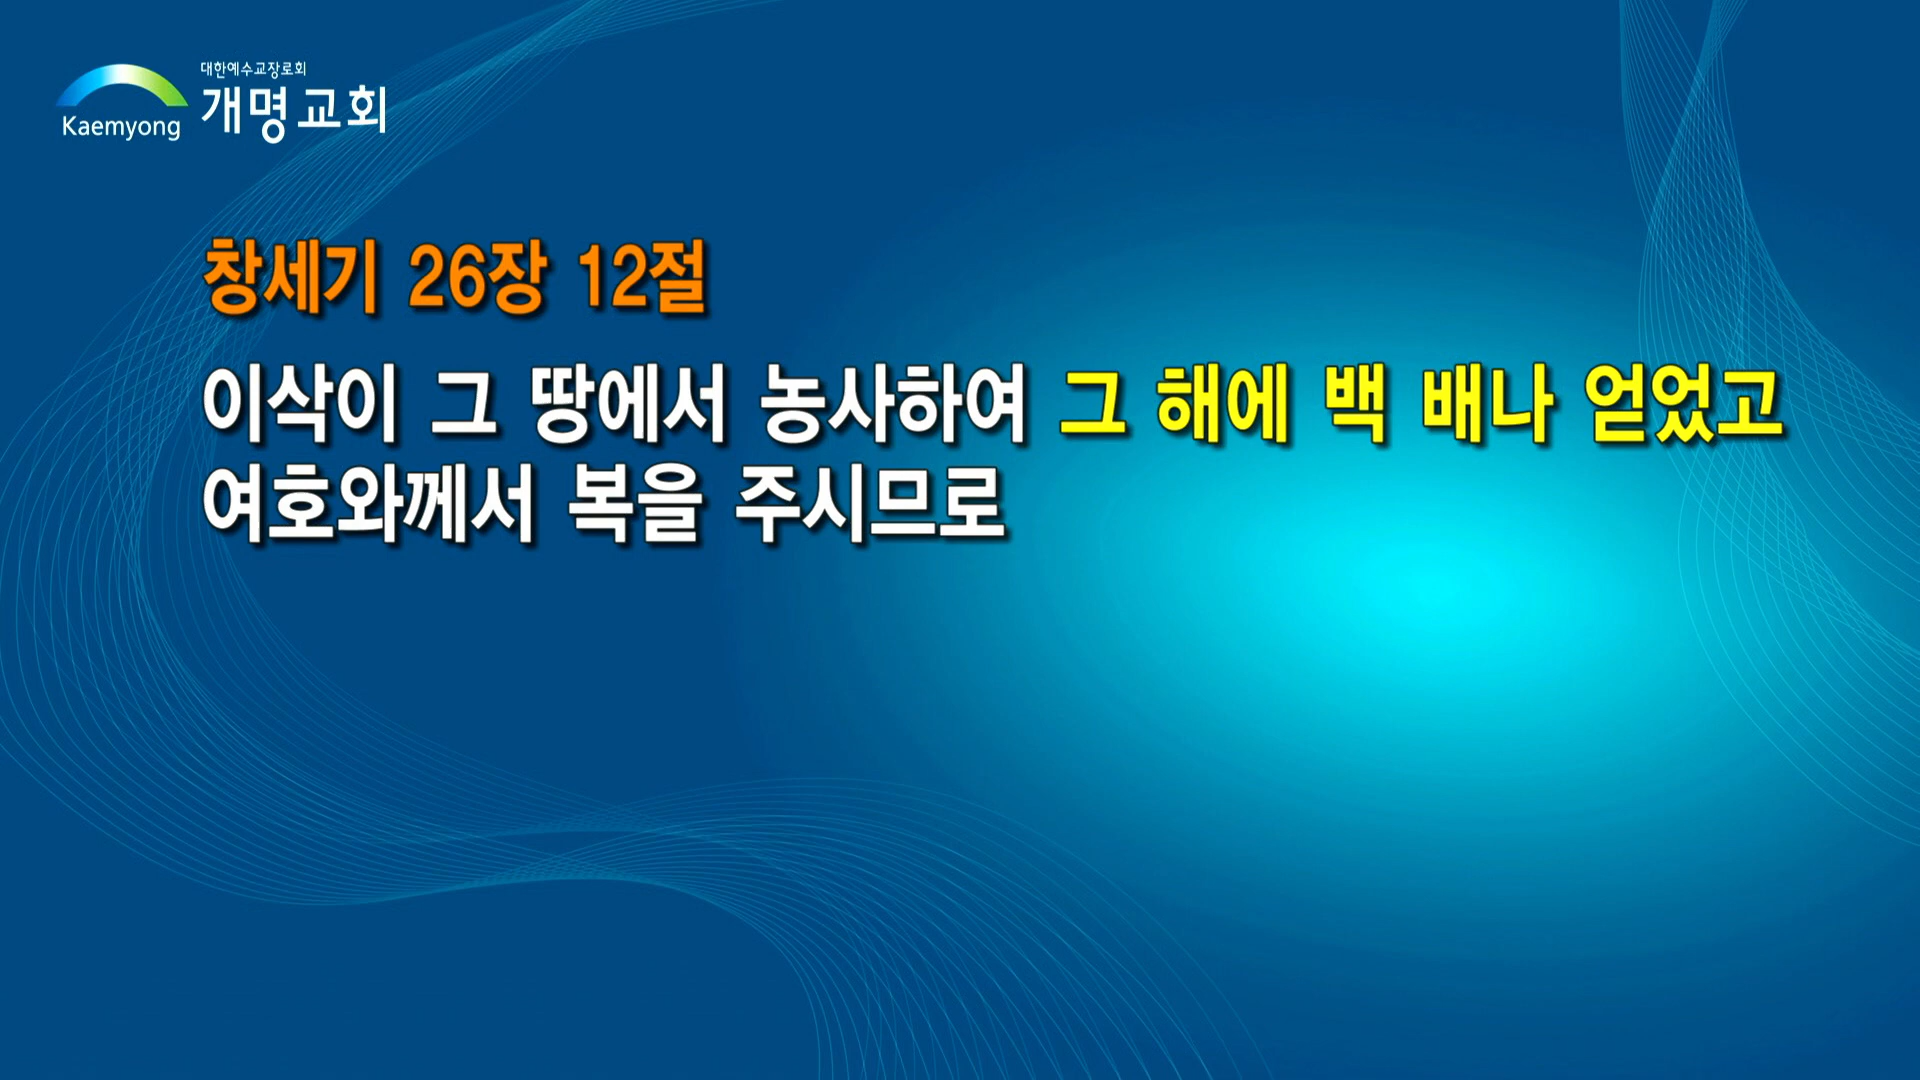 대한예수교장로회
개명교회
Kaemyong
창세기 26장 12절
이삭이 그 땅에서 농사하여 그 해에 백 배나 얻었고
여호와께서 복을 주시므로